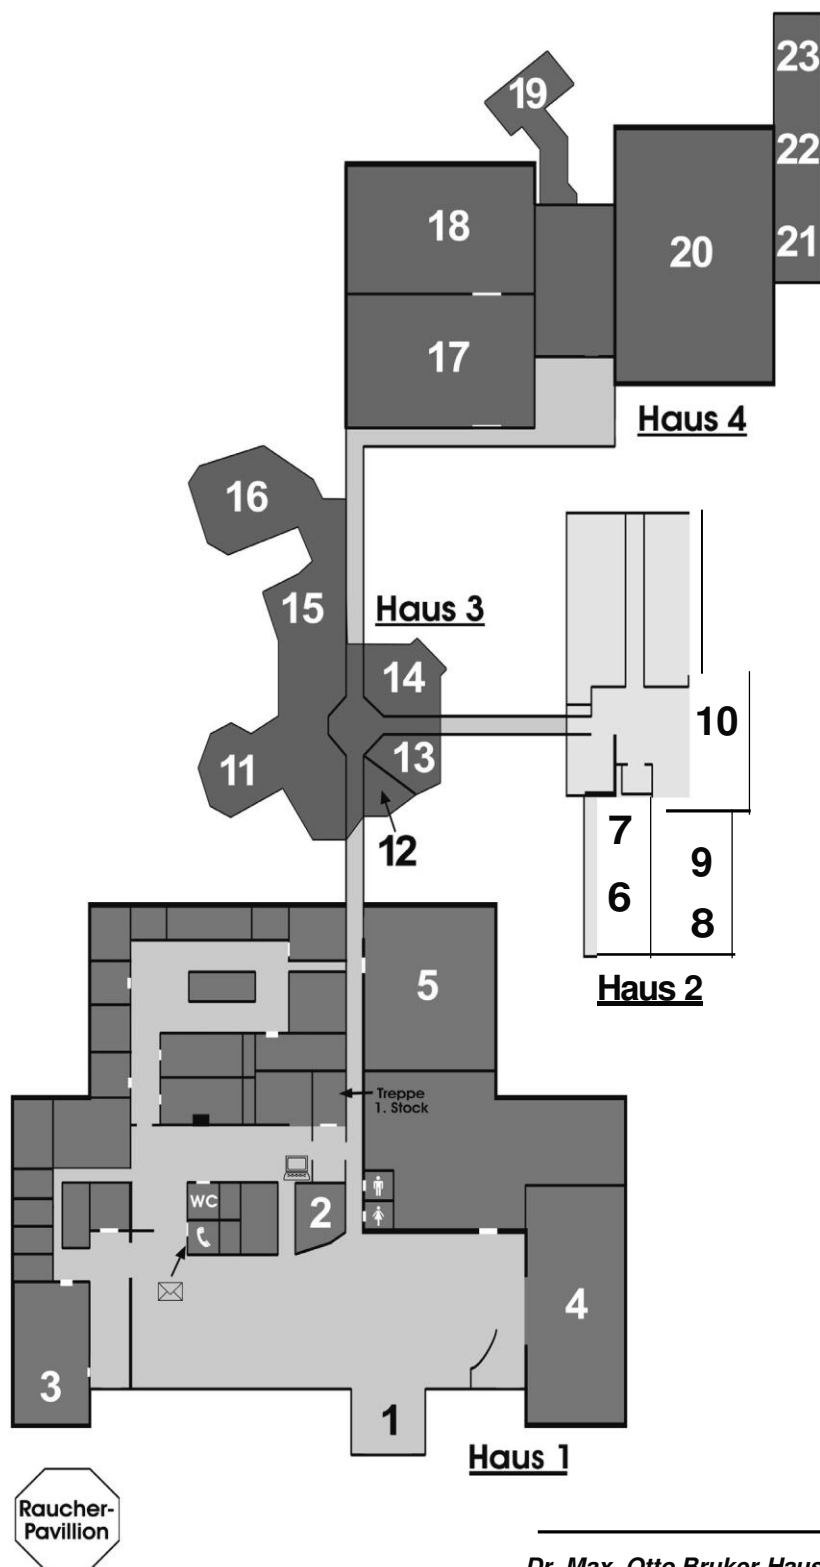 23
19
22
18
21
20
17
Haus 4
16
15
Haus 3
14
10
11
13
7
12
9
6
8
Haus 2
5
Treppe
1. Stock
WC
2
4
3
1
Haus 1
Raucher-
Pavillion
Dr. Max. Otto Bruker Haus